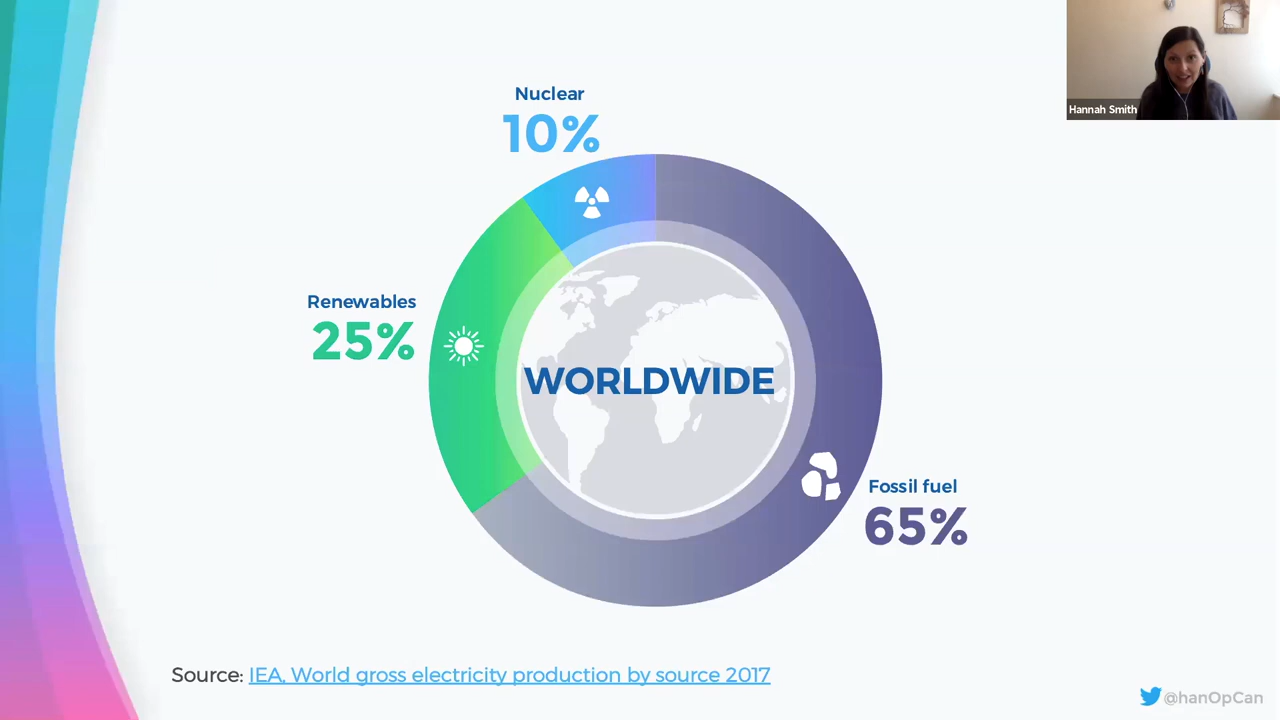 Hannah Smith
Nuclear
10%
Renewables
25%
WORLDWIDE
Fossil fuel
65%
Source: IEA, World gross electricity production by source 2017
@hanOpCan